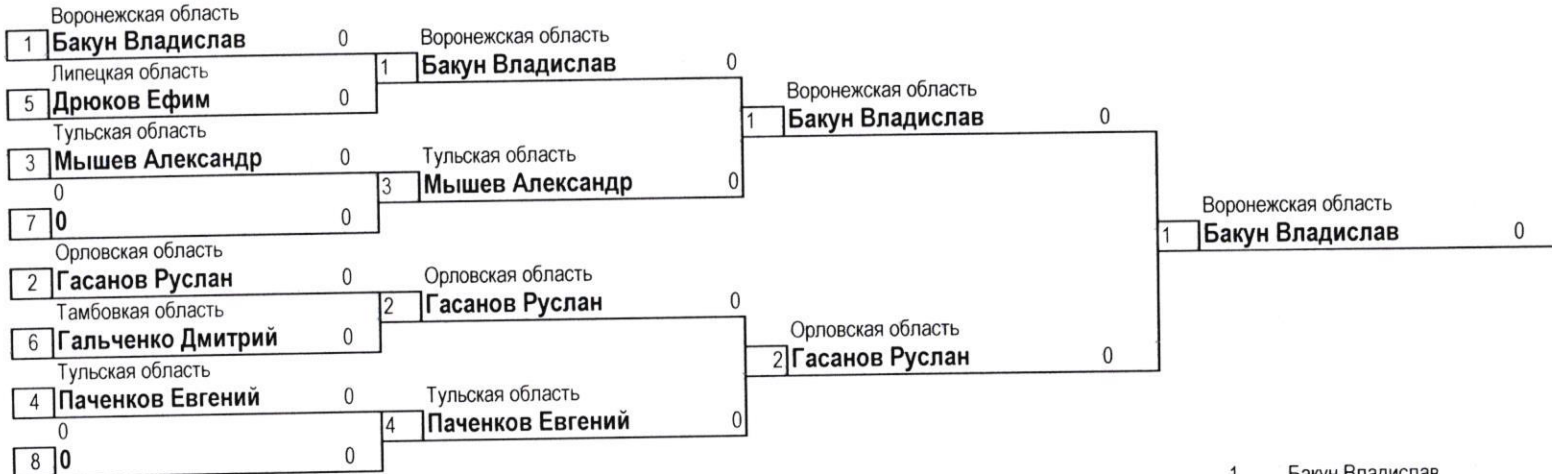 Воронежская область
1 Бакун Владислав 0
Липецкая область
5 Дрюков Ефим 0
Тульская область
3 Мышев Александр 0
0
7 0 0
Орловская область
2 Гасанов Руслан 0
Тамбовкая область
6 Гальченко Дмитрий 0
Тульская область
4 Паченков Евгений 0
0
8 0 0
Воронежская область
1 Бакун Владислав 0
Тульская область
3 Мышев Александр 0
Орловская область
2 Гасанов Руслан 0
Тульская область
4 Паченков Евгений 0
Воронежская область
1 Бакун Владислав 0
Орловская область
2 Гасанов Руслан 0
Воронежская область
1 Бакун Владислав 0
1 Бакун Владислав